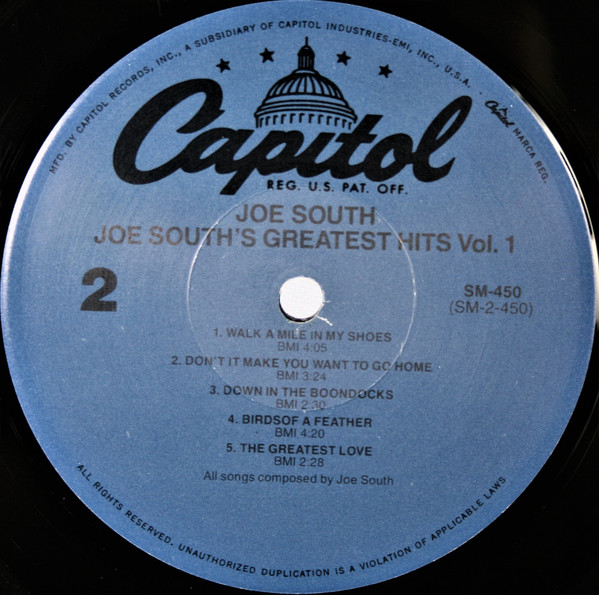 MFD. BY CAPITOL RECORDS, INC., A SUBSIDIARY OF CAPITOL INDUSTRIES-EMI, INC., U.S.A.
Capitol MARCA REG.
Capitol
REG. U.S. PAT. OFF.
JOE SOUTH
JOE SOUTH'S GREATEST HITS Vol. 1
2
SM-450
(SM-2-450)
1. WALK A MILE IN MY SHOES
BMI 4:05
2. DON'T IT MAKE YOU WANT TO GO HOME
BMI 3:24
3. DOWN IN THE BOONDOCKS
BMI 2:30
4. BIRDSOF A FEATHER
BMI 4:20
5. THE GREATEST LOVE
BMI 2:28
All songs composed by Joe South
ALL RIGHTS RESERVED. UNAUTHORIZED DUPLICATION IS A VIOLATION OF APPLICABLE LAWS